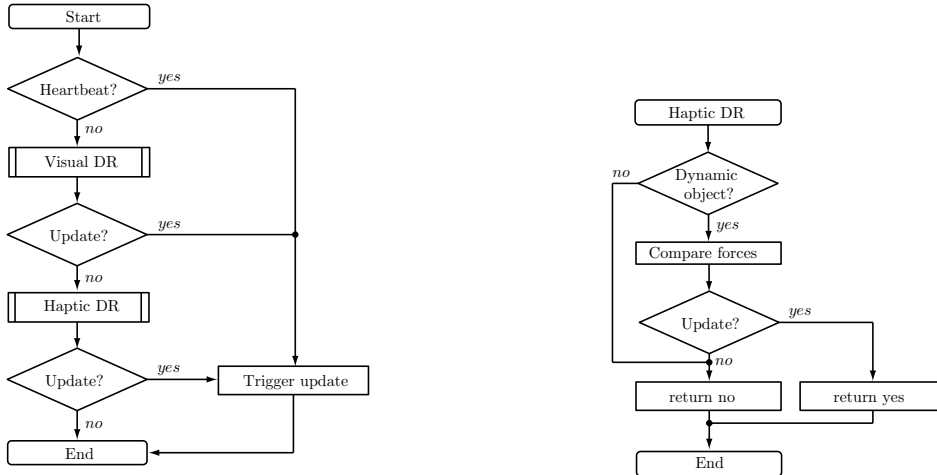 Start
Heartbeat?
yes
no
Visual DR
Update?
yes
no
Haptic DR
Update?
yes
Trigger update
no
End
Haptic DR
no
Dynamic
object?
yes
Compare forces
Update?
yes
no
return no
return yes
End